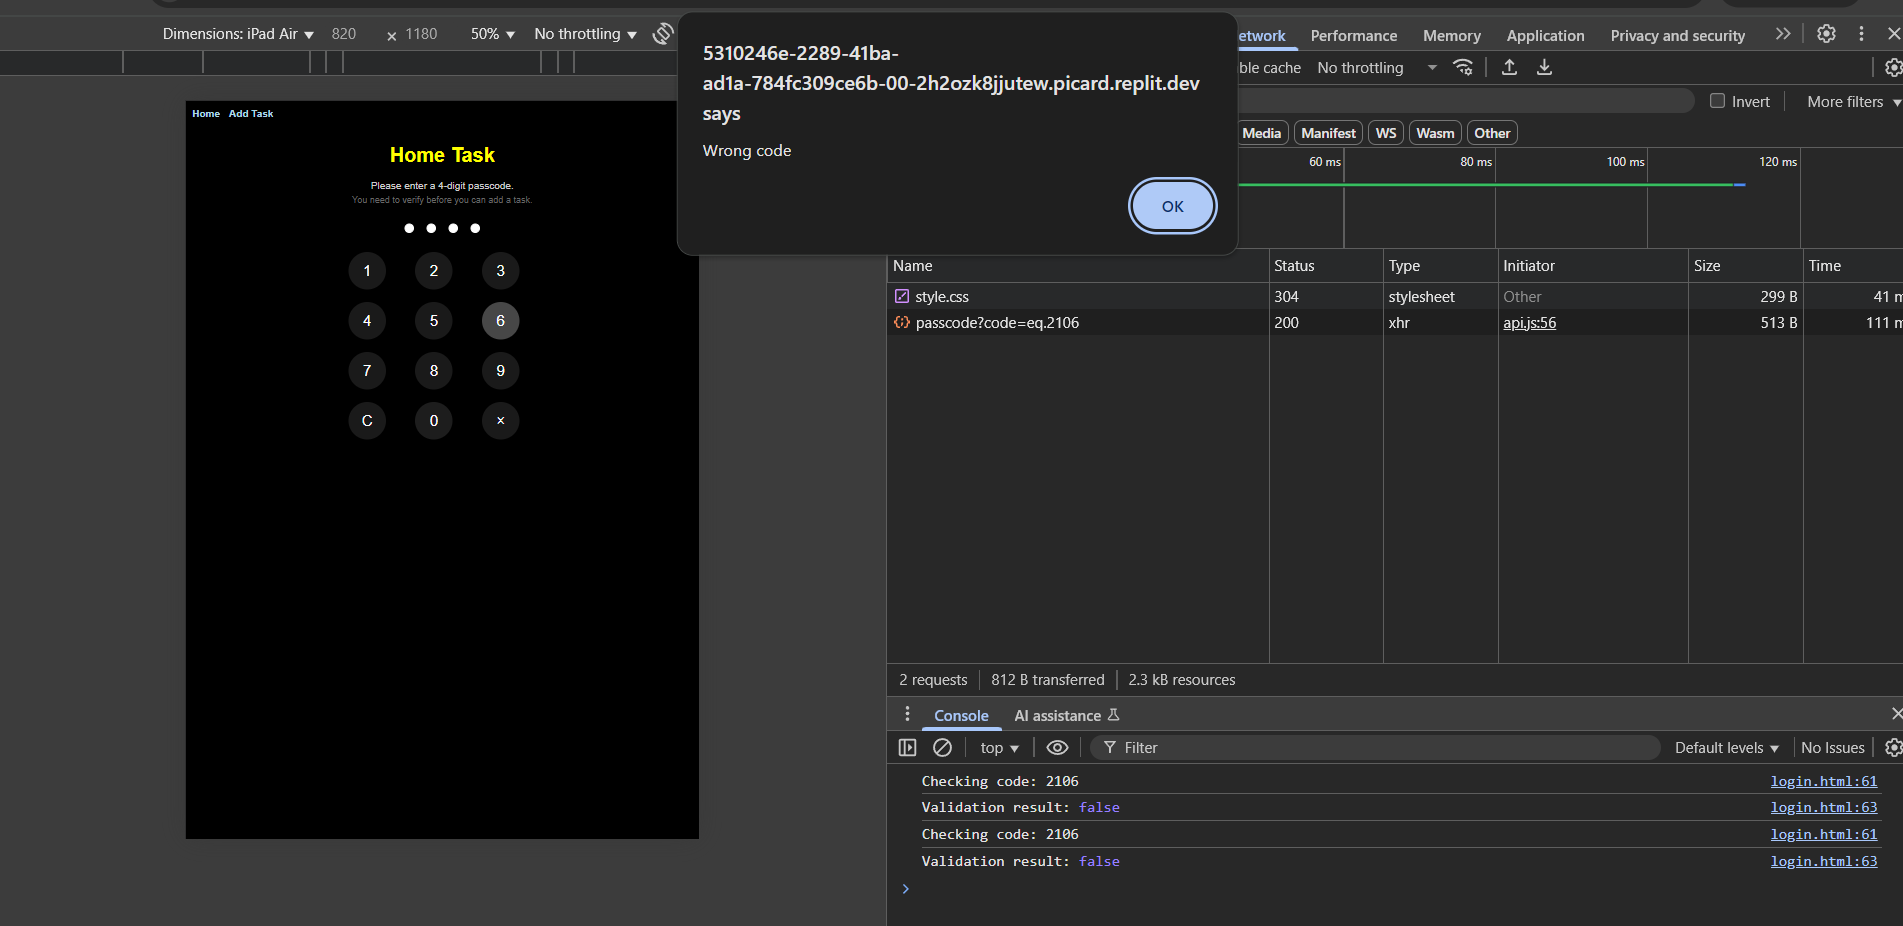 Dimensions: iPad Air ▼ 820 × 1180 50% ▼ No throttling ▼
Home Add Task
Home Task
Please enter a 4-digit passcode.
You need to verify before you can add a task.
1 2 3
4 5 6
7 8 9
C 0 ×
5310246e-2289-41ba-
ad1a-784fc309ce6b-00-2h2ozk8jjutew.picard.replit.dev
says
Wrong code
OK
etwork Performance Memory Application Privacy and security
ble cache No throttling
Invert More filters
Media Manifest WS Wasm Other
60 ms 80 ms 100 ms 120 ms
Name Status Type Initiator Size Time
style.css 304 stylesheet Other 299 B 41 m
passcode?code=eq.2106 200 xhr api.js:56 513 B 111 m
2 requests 812 B transferred 2.3 kB resources
Console AI assistance
top ▼ Filter Default levels ▼ No Issues
Checking code: 2106 login.html:61
Validation result: false login.html:63
Checking code: 2106 login.html:61
Validation result: false login.html:63